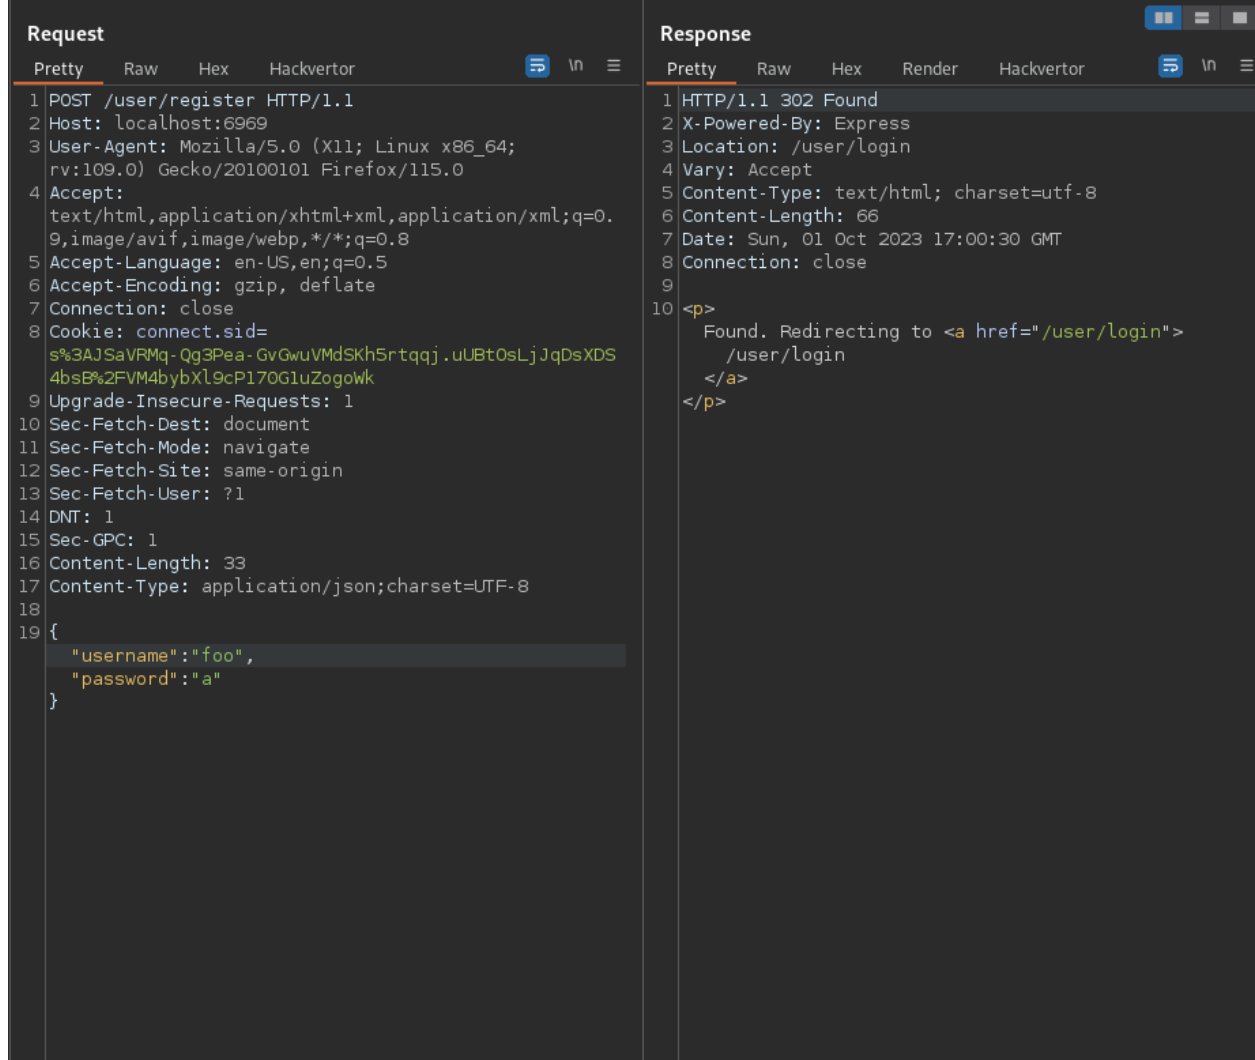 Request
Pretty Raw Hex Hackvertor \n
1 POST /user/register HTTP/1.1
2 Host: localhost:6969
3 User-Agent: Mozilla/5.0 (X11; Linux x86_64;
rv:109.0) Gecko/20100101 Firefox/115.0
4 Accept:
text/html,application/xhtml+xml,application/xml;q=0.
9,image/avif,image/webp,*/*;q=0.8
5 Accept-Language: en-US,en;q=0.5
6 Accept-Encoding: gzip, deflate
7 Connection: close
8 Cookie: connect.sid=
s%3AJSaVRMq-Qg3Pea-GvGwuVMdSKh5rtqqj.uUBtOsLjJqDsXDS
4bsB%2FVM4bybXl9cP170G1uZogoWk
9 Upgrade-Insecure-Requests: 1
10 Sec-Fetch-Dest: document
11 Sec-Fetch-Mode: navigate
12 Sec-Fetch-Site: same-origin
13 Sec-Fetch-User: ?1
14 DNT: 1
15 Sec-GPC: 1
16 Content-Length: 33
17 Content-Type: application/json;charset=UTF-8
18
19 {
"username":"foo",
"password":"a"
}
Response
Pretty Raw Hex Render Hackvertor \n
1 HTTP/1.1 302 Found
2 X-Powered-By: Express
3 Location: /user/login
4 Vary: Accept
5 Content-Type: text/html; charset=utf-8
6 Content-Length: 66
7 Date: Sun, 01 Oct 2023 17:00:30 GMT
8 Connection: close
9
10 <p>
Found. Redirecting to <a href="/user/login">
/user/login
</a>
</p>